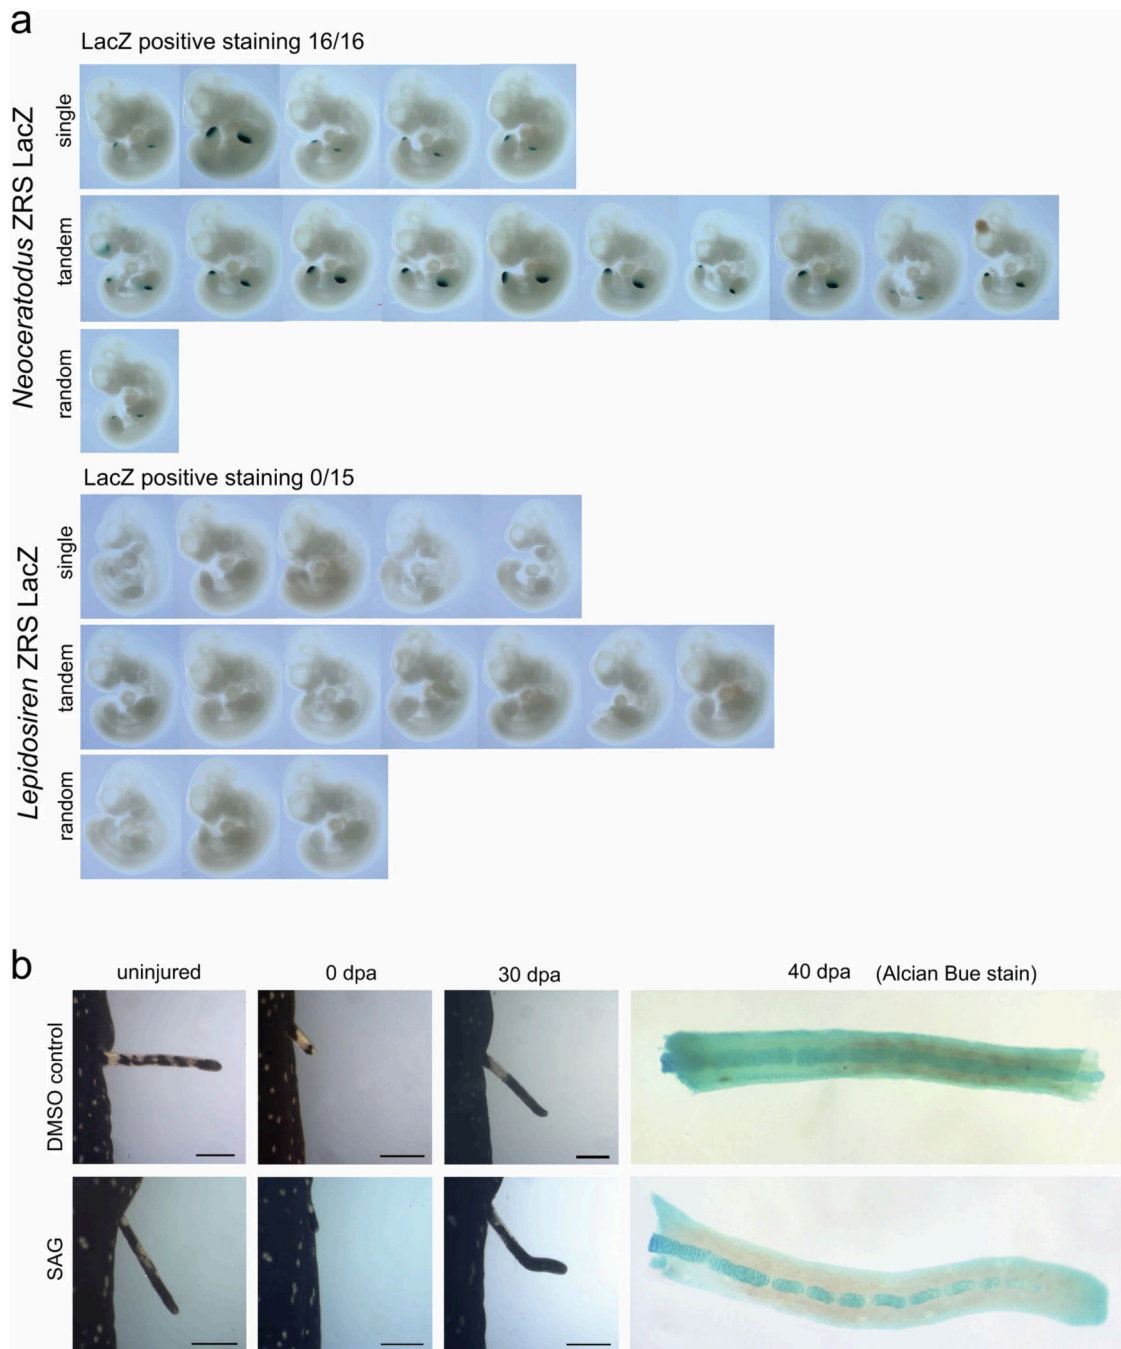 a
LacZ positive staining 16/16
Neoceratodus ZRS LacZ
single
tandem
random
LacZ positive staining 0/15
Lepidosiren ZRS LacZ
single
tandem
random
b
uninjured
0 dpa
30 dpa
40 dpa (Alcian Bue stain)
DMSO control
SAG